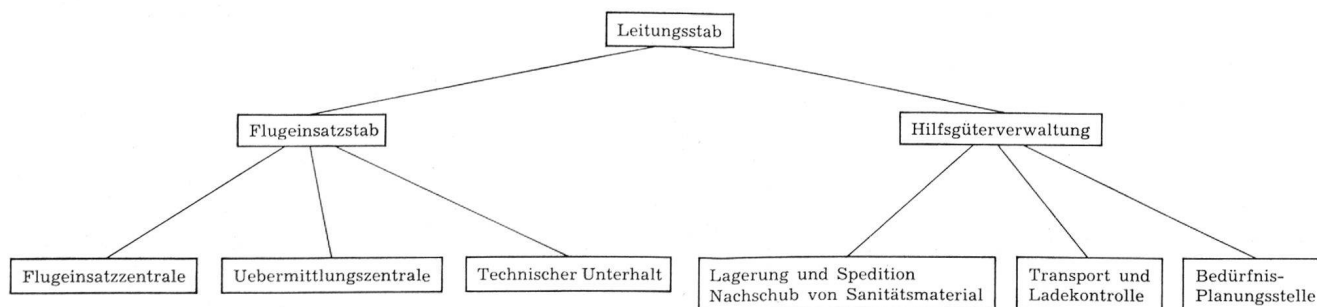 Leitungsstab
Flugeinsatzstab
Hilfsgüterverwaltung
Flugeinsatzzentrale
Uebermittlungszentrale
Technischer Unterhalt
Lagerung und Spedition
Nachschub von Sanitätsmaterial
Transport und
Ladekontrolle
Bedürfnis-
Planungsstelle